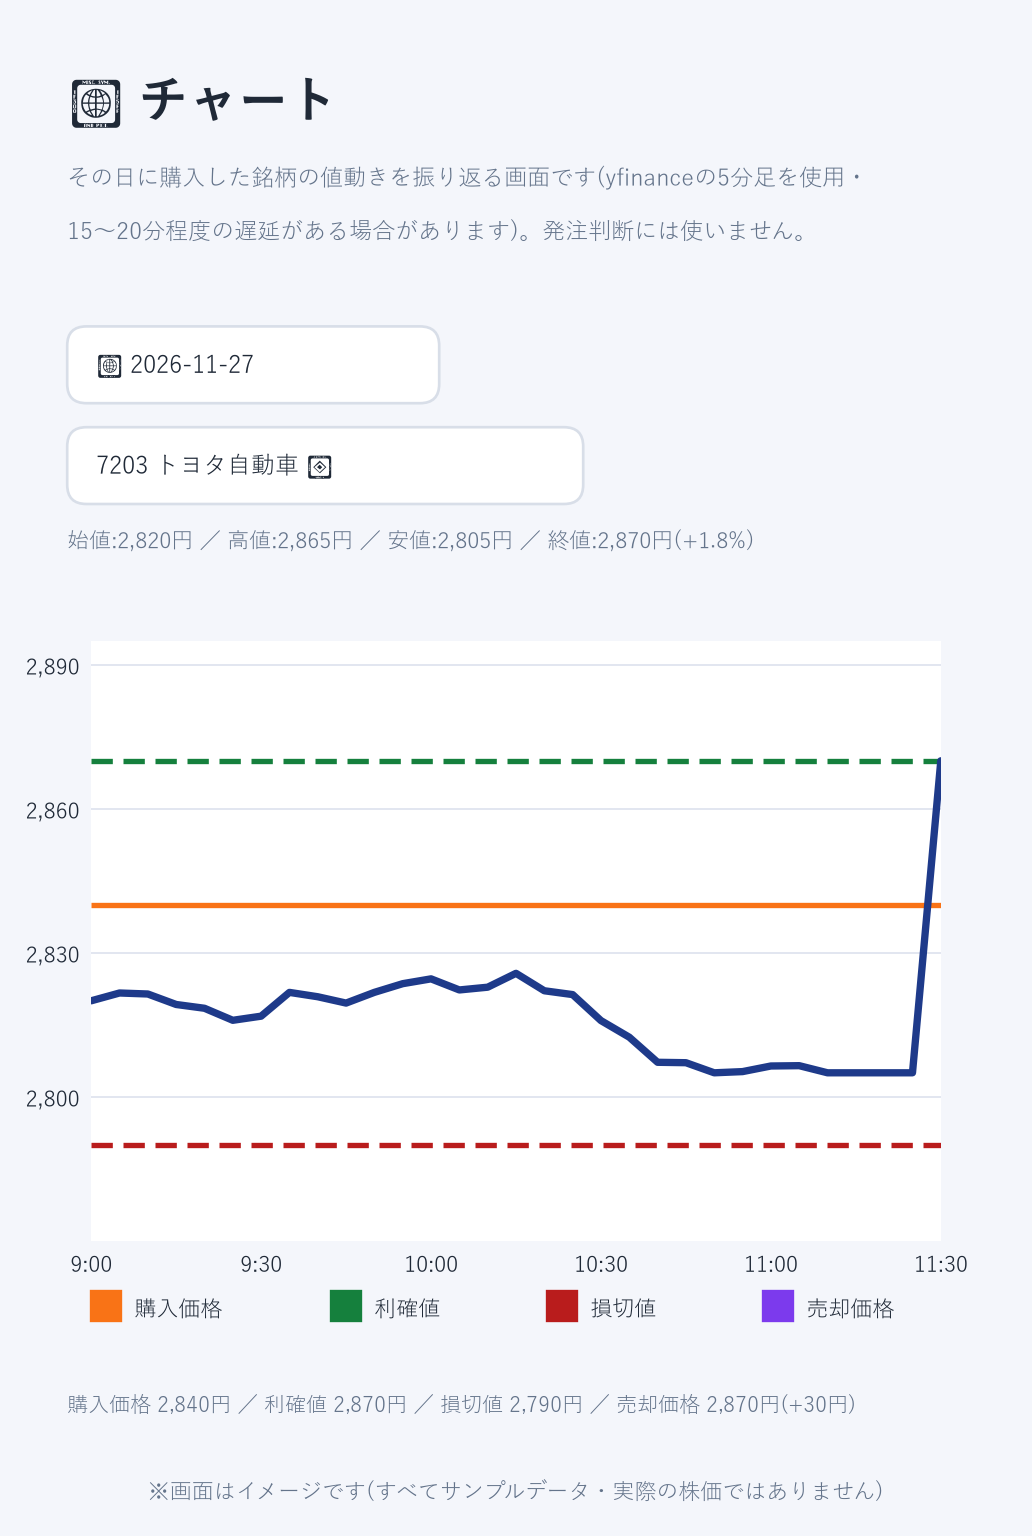 チャート
その日に購入した銘柄の値動きを振り返る画面です(yfinanceの5分足を使用・
15〜20分程度の遅延がある場合があります)。発注判断には使いません。
2026-11-27
7203 トヨタ自動車
始値:2,820円 ／ 高値:2,865円 ／ 安値:2,805円 ／ 終値:2,870円(+1.8%)
2,890
2,860
2,830
2,800
9:00 9:30 10:00 10:30 11:00 11:30
購入価格 利確値 損切値 売却価格
購入価格 2,840円 ／ 利確値 2,870円 ／ 損切値 2,790円 ／ 売却価格 2,870円(+30円)
※画面はイメージです(すべてサンプルデータ・実際の株価ではありません)